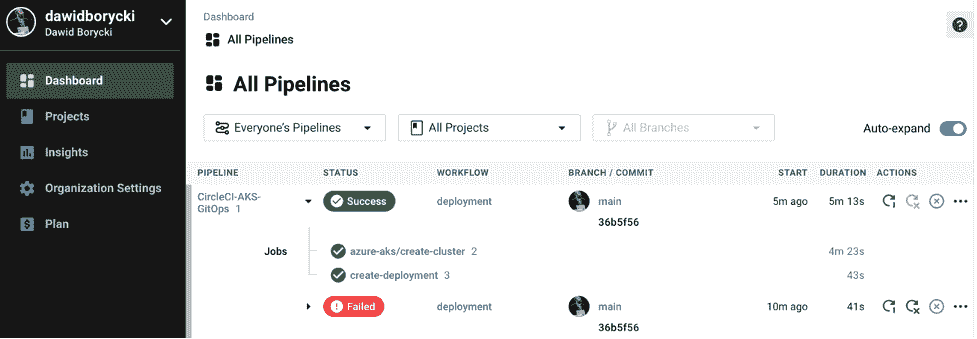 dawidborycki
Dawid Borycki
Dashboard
Projects
Insights
Organization Settings
Plan
Dashboard
All Pipelines
All Pipelines
Everyone's Pipelines
All Projects
All Branches
Auto-expand
PIPELINE STATUS WORKFLOW BRANCH / COMMIT START DURATION ACTIONS
CircleCI-AKS-
GitOps 1
Success deployment main 5m ago 5m 13s
36b5f56
Jobs azure-aks/create-cluster 2 4m 23s
create-deployment 3 43s
Failed deployment main 10m ago 41s
36b5f56